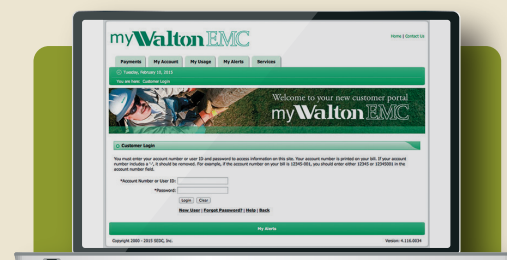 myWalton EMC
Home | Contact Us
Payments My Account My Usage My Alerts Services
Tuesday, February 10, 2015
You are here: Customer Login
Welcome to your new customer portal
myWalton EMC
Customer Login
You must enter your account number or user ID and password to access information on this site. Your account number is printed on your bill. If your account
number includes a '-', it should be removed. For example, if the account number on your bill is 12345-001, you should enter either 12345 or 12345001 in the
account number field.
*Account Number or User ID:
*Password:
Login Clear
New User | Forgot Password? | Help | Back
My Alerts
Copyright 2000 - 2015 SEDC, Inc.
Version: 4.110.0034